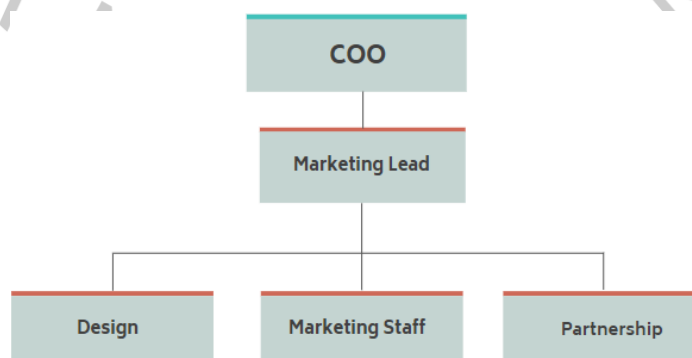 COO
Marketing Lead
Design
Marketing Staff
Partnership